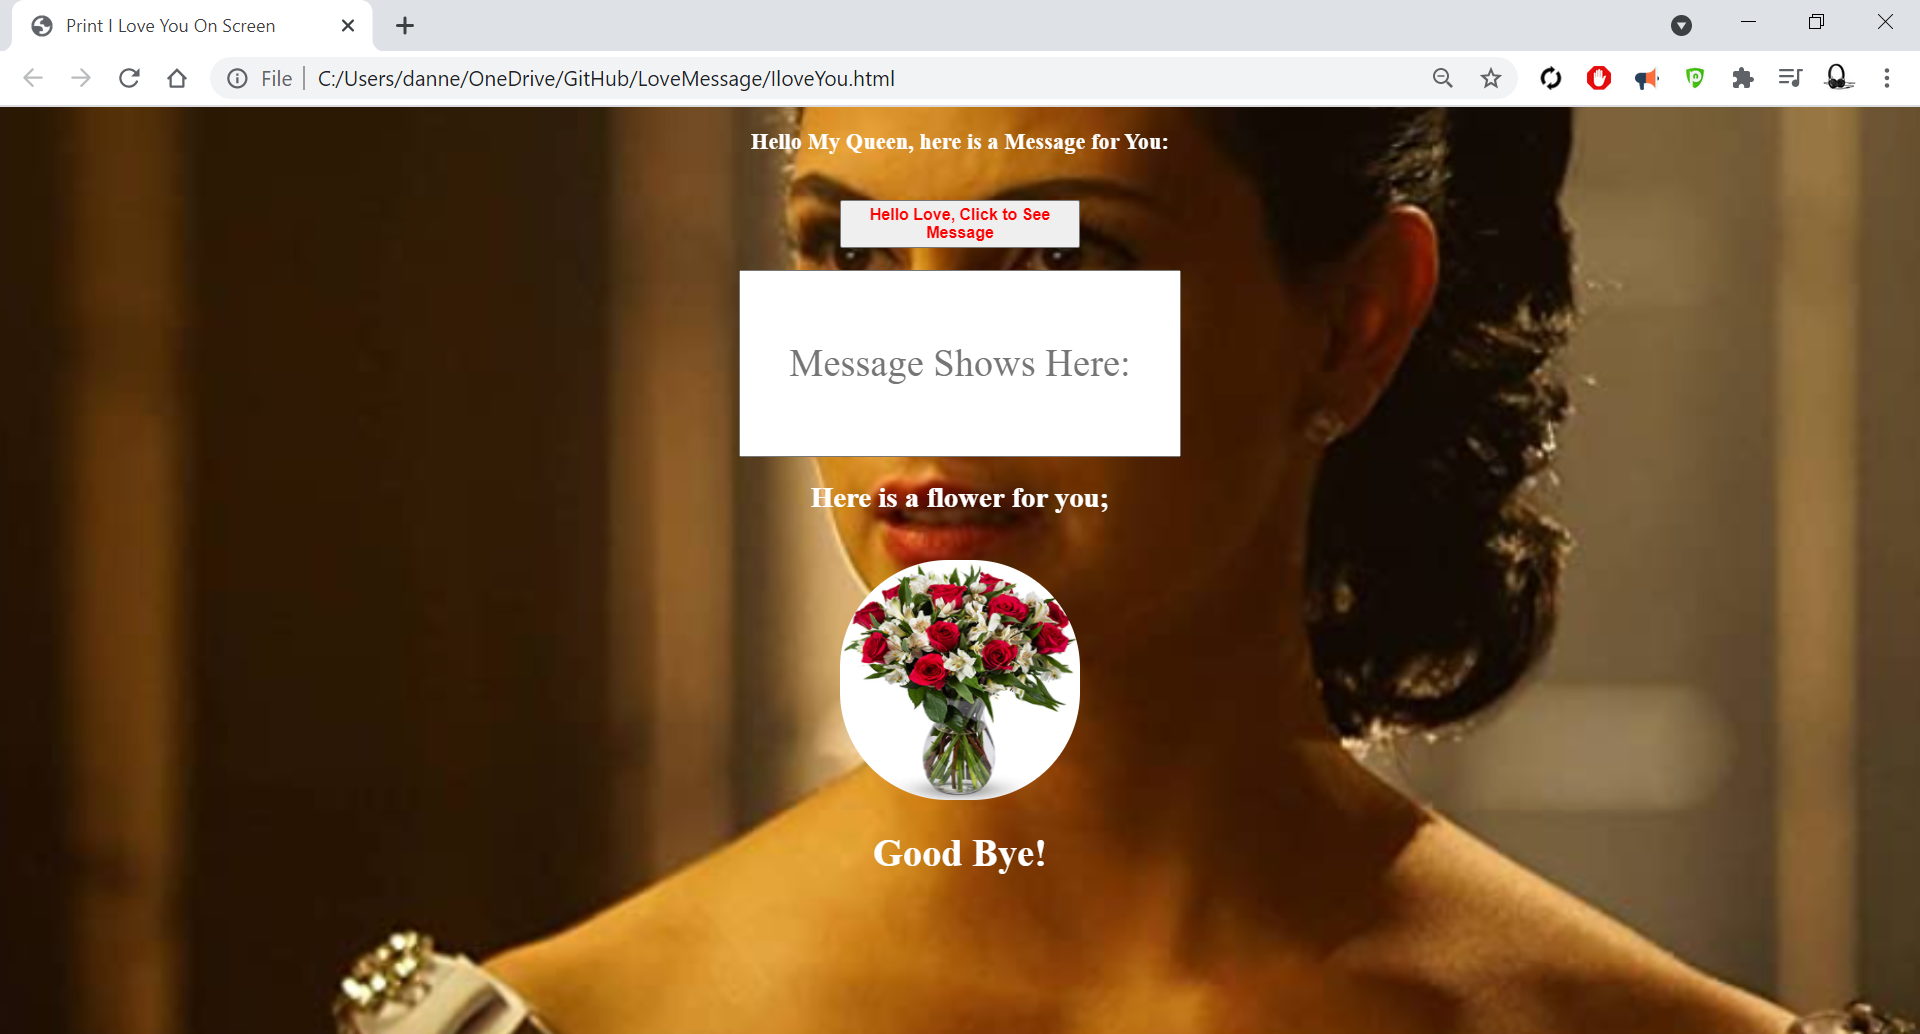 Print I Love You On Screen
File
C:/Users/danne/OneDrive/GitHub/LoveMessage/IloveYou.html
Hello My Queen, here is a Message for You:
Hello Love, Click to See
Message
Message Shows Here:
Here is a flower for you;
Good Bye!